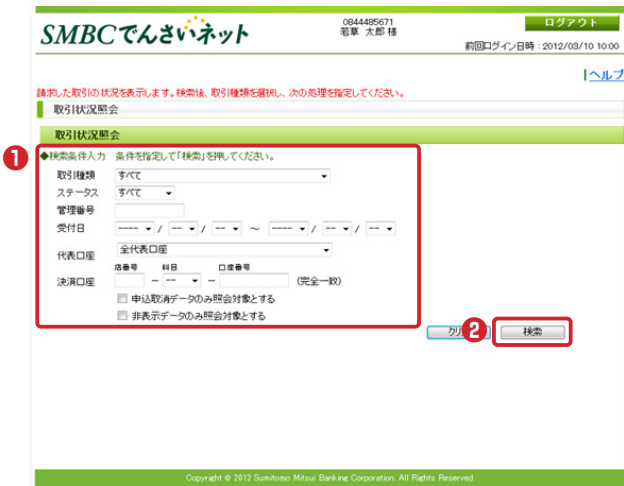 SMBCでんさいネット
0844485671
若草 太郎 様
ログアウト
前回ログイン日時：2012/03/10 10:00
ヘルプ
請求した取引の状況を表示します。検索後、取引種類を選択し、次の処理を指定してください。
取引状況照会
取引状況照会
1
◆検索条件入力 条件を指定して「検索」を押してください。
取引種類 すべて
ステータス すべて
管理番号
受付日 ---- / -- / -- ～ ---- / -- / --
代表口座 全代表口座
店番号 科目 口座番号
決済口座 － -- － (完全一致)
申込取消データのみ照会対象とする
非表示データのみ照会対象とする
2 検索
Copyright © 2012 Sumitomo Mitsui Banking Corporation. All Rights Reserved.